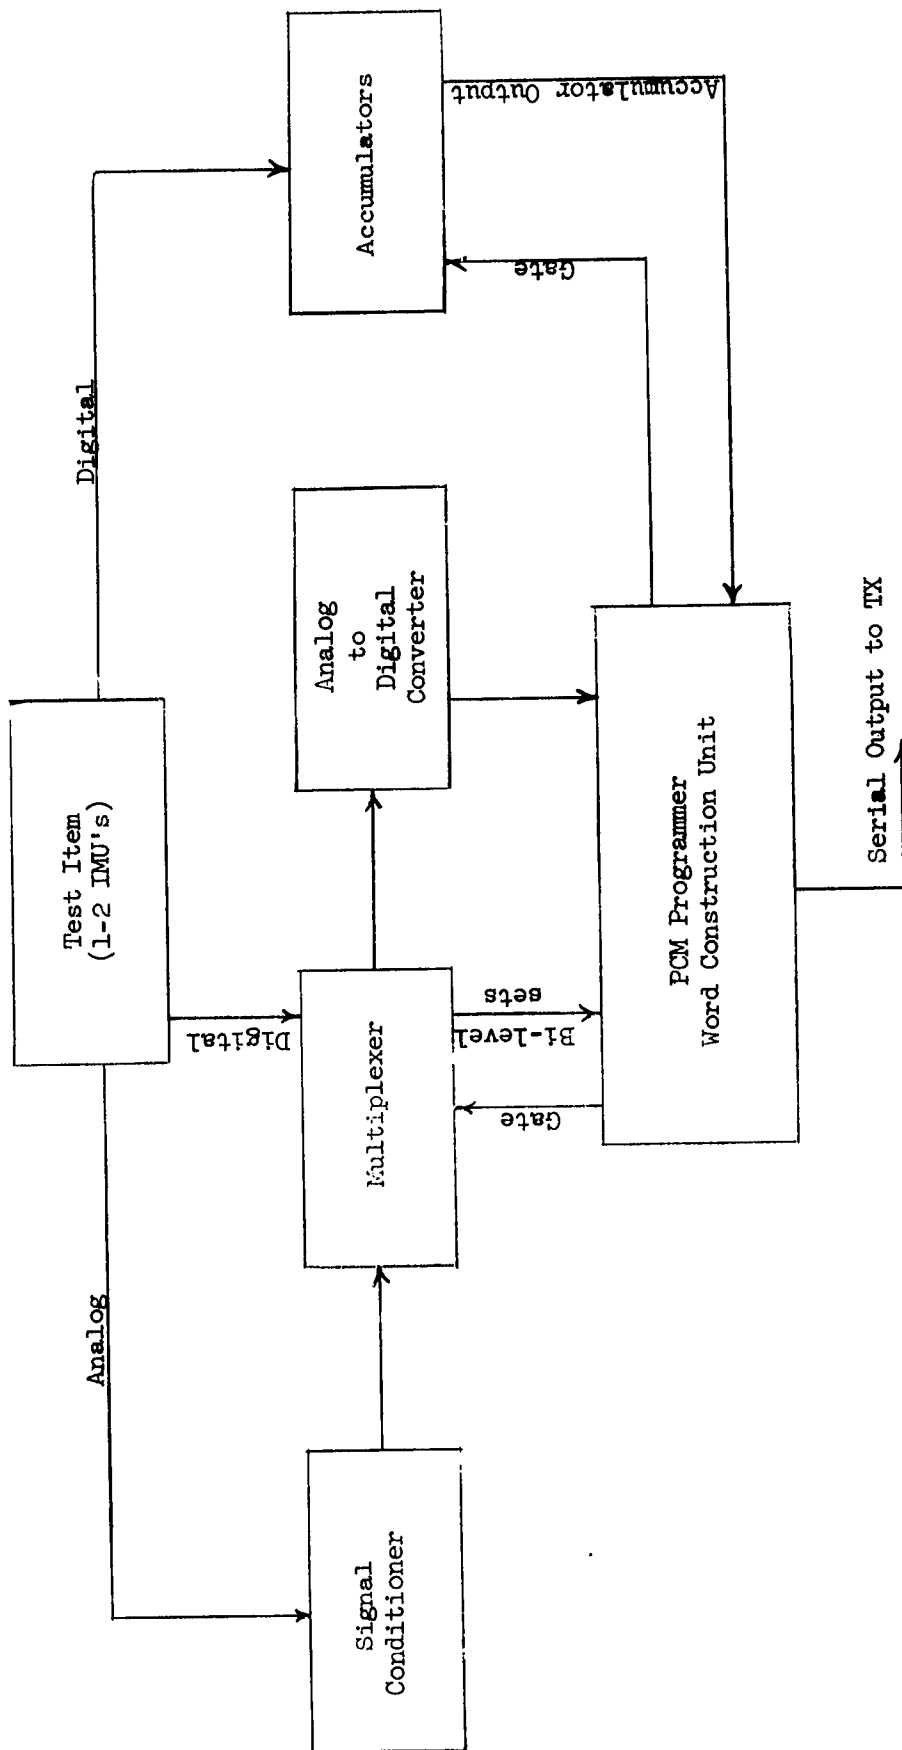 Test Item
(1-2 IMU's)
Analog
Digital
Digital
Signal
Conditioner
Multiplexer
Analog
to
Digital
Converter
Accumulators
Gate
Bi-level
sets
Gate
Accumulator Output
PCM Programmer
Word Construction Unit
Serial Output to TX